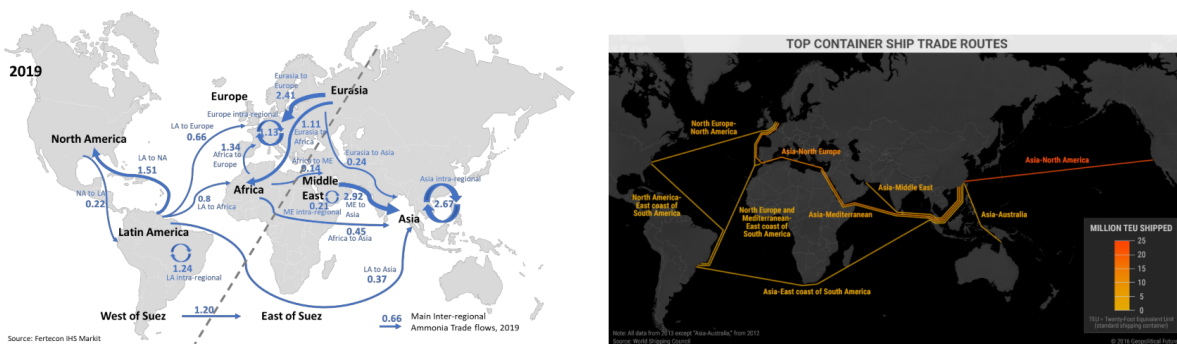 2019
Eurasia to
Europe
2.41
Eurasia
Europe
Europe intra-regional
1.13
LA to Europe
0.66
1.11
Eurasia to
Africa
North America
1.34
Africa to
Europe
Eurasia to Asia
0.24
LA to NA
1.51
Africa to ME
0.14
Asia intra-regional
2.67
NA to LA
0.22
Africa
0.8
LA to Africa
Middle
East
0.21
ME intra-regional
2.92
ME to
Asia
Asia
Latin America
0.45
Africa to Asia
1.24
LA intra-regional
LA to Asia
0.37
West of Suez
1.20
East of Suez
0.66
Main Inter-regional
Ammonia Trade flows, 2019
Source: Fertecon IHS Markit
TOP CONTAINER SHIP TRADE ROUTES
North Europe-
North America
Asia-North Europe
Asia-North America
North America-
East coast of
South America
North Europe and
Mediterranean-
East coast of
South America
Asia-Middle East
Asia-Mediterranean
Asia-Australia
Asia-East coast of South America
MILLION TEU SHIPPED
25
20
15
10
5
0
TEU = Twenty-Foot Equivalent Unit
(standard shipping container)
Note: All data from 2013 except "Asia-Australia," from 2012
Source: World Shipping Council
© 2016 Geopolitical Futu